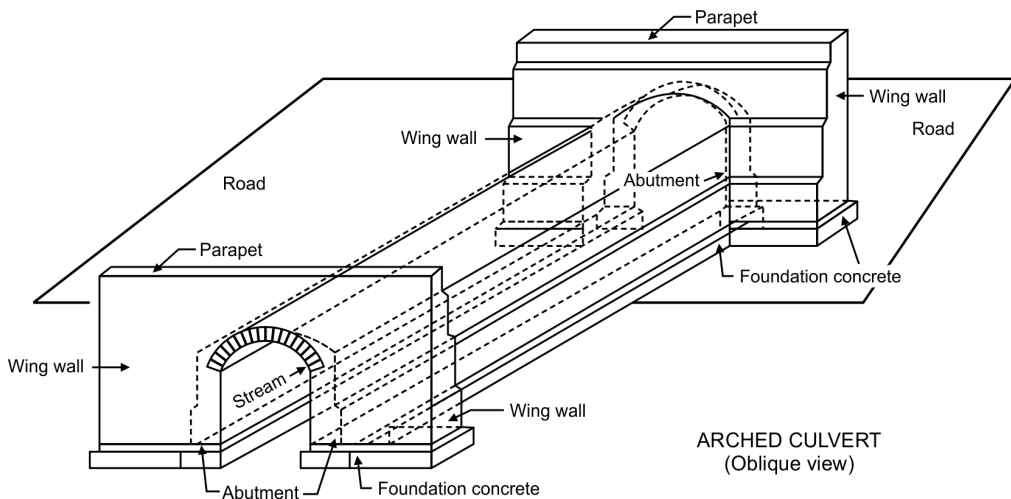 Parapet
Wing wall
Road
Wing wall
Abutment
Road
Parapet
Foundation concrete
Wing wall
Stream
Wing wall
ARCHED CULVERT
(Oblique view)
Abutment
Foundation concrete